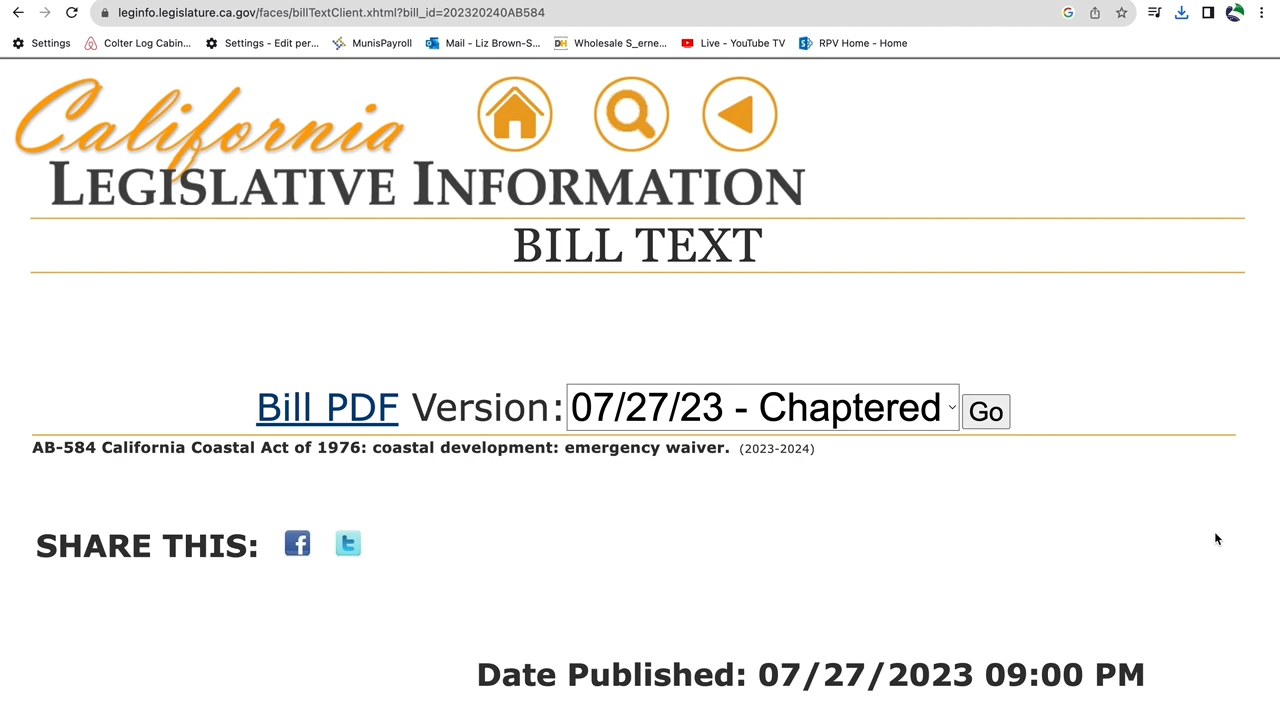 leginfo.legislature.ca.gov/faces/billTextClient.xhtml?bill_id=202320240AB584
Settings Colter Log Cabin... Settings - Edit per... MunisPayroll Mail - Liz Brown-S... DH Wholesale S_erne... Live - YouTube TV RPV Home - Home
California
LEGISLATIVE INFORMATION
BILL TEXT
Bill PDF Version: 07/27/23 - Chaptered Go
AB-584 California Coastal Act of 1976: coastal development: emergency waiver. (2023-2024)
SHARE THIS:
Date Published: 07/27/2023 09:00 PM